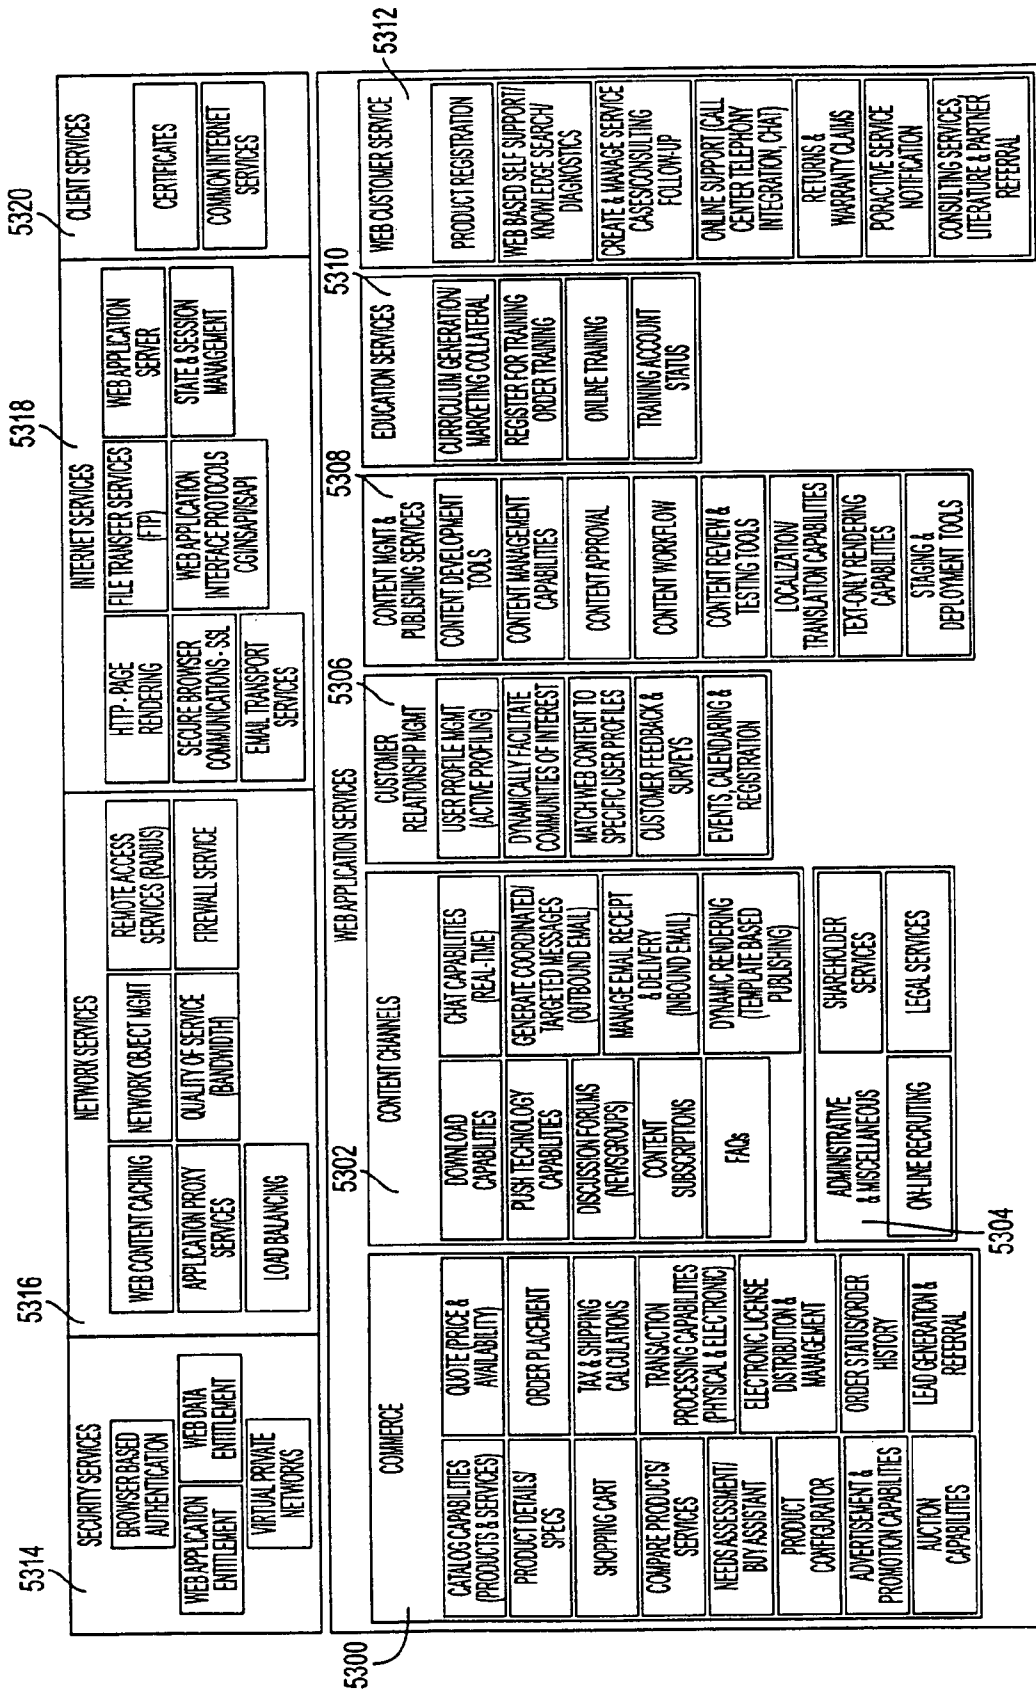 5314
SECURITY SERVICES
BROWSER BASED
AUTHENTICATION
WEB APPLICATION
ENTITLEMENT
WEB DATA
ENTITLEMENT
VIRTUAL PRIVATE
NETWORKS
5316
NETWORK SERVICES
WEB CONTENT CACHING
NETWORK OBJECT MGMT
REMOTE ACCESS
SERVICES (RADIUS)
APPLICATION PROXY
SERVICES
QUALITY OF SERVICE
(BANDWIDTH)
FIREWALL SERVICE
LOAD BALANCING
5318
INTERNET SERVICES
HTTP - PAGE
RENDERING
FILE TRANSFER SERVICES
(FTP)
WEB APPLICATION
SERVER
SECURE BROWSER
COMMUNICATIONS - SSL
WEB APPLICATION
INTERFACE PROTOCOLS
CGI/NSAPI/ISAPI
STATE & SESSION
MANAGEMENT
EMAIL TRANSPORT
SERVICES
5320
CLIENT SERVICES
CERTIFICATES
COMMON INTERNET
SERVICES
WEB APPLICATION SERVICES
5300
COMMERCE
CATALOG CAPABILITIES
(PRODUCTS & SERVICES)
PRODUCT DETAILS/
SPECS
SHOPPING CART
COMPARE PRODUCTS/
SERVICES
NEEDS ASSESSMENT/
BUY ASSISTANT
PRODUCT
CONFIGURATOR
ADVERTISEMENT &
PROMOTION CAPABILITIES
AUCTION
CAPABILITIES
QUOTE (PRICE &
AVAILABILITY)
ORDER PLACEMENT
TAX & SHIPPING
CALCULATIONS
TRANSACTION
PROCESSING CAPABILITIES
(PHYSICAL & ELECTRONIC)
ELECTRONIC LICENSE
DISTRIBUTION &
MANAGEMENT
ORDER STATUS/ORDER
HISTORY
LEAD GENERATION &
REFERRAL
5302
CONTENT CHANNELS
DOWNLOAD
CAPABILITIES
PUSH TECHNOLOGY
CAPABILITIES
DISCUSSION FORUMS
(NEWSGROUPS)
CONTENT
SUBSCRIPTIONS
FAQs
CHAT CAPABILITIES
(REAL-TIME)
GENERATE COORDINATED/
TARGETED MESSAGES
(OUTBOUND EMAIL)
MANAGE EMAIL RECEIPT
& DELIVERY
(INBOUND EMAIL)
DYNAMIC RENDERING
(TEMPLATE BASED
PUBLISHING)
5304
ADMINISTRATIVE
& MISCELLANEOUS
SHAREHOLDER
SERVICES
ON-LINE RECRUITING
LEGAL SERVICES
5306
CUSTOMER
RELATIONSHIP MGMT
USER PROFILE MGMT
(ACTIVE PROFILING)
DYNAMICALLY FACILITATE
COMMUNITIES OF INTEREST
MATCH WEB CONTENT TO
SPECIFIC USER PROFILES
CUSTOMER FEEDBACK &
SURVEYS
EVENTS, CALENDARING &
REGISTRATION
5308
CONTENT MGMT &
PUBLISHING SERVICES
CONTENT DEVELOPMENT
TOOLS
CONTENT MANAGEMENT
CAPABILITIES
CONTENT APPROVAL
CONTENT WORKFLOW
CONTENT REVIEW &
TESTING TOOLS
LOCALIZATION/
TRANSLATION CAPABILITIES
TEXT-ONLY RENDERING
CAPABILITIES
STAGING &
DEPLOYMENT TOOLS
5310
EDUCATION SERVICES
CURRICULUM GENERATION/
MARKETING COLLATERAL
REGISTER FOR TRAINING
ORDER TRAINING
ONLINE TRAINING
TRAINING ACCOUNT
STATUS
5312
WEB CUSTOMER SERVICE
PRODUCT REGISTRATION
WEB BASED SELF SUPPORT/
KNOWLEDGE SEARCH/
DIAGNOSTICS
CREATE & MANAGE SERVICE
CASES/CONSULTING
FOLLOW-UP
ONLINE SUPPORT (CALL
CENTER TELEPHONY
INTEGRATION, CHAT)
RETURNS &
WARRANTY CLAIMS
PORACTIVE SERVICE
NOTIFICATION
CONSULTING SERVICES,
LITERATURE & PARTNER
REFERRAL